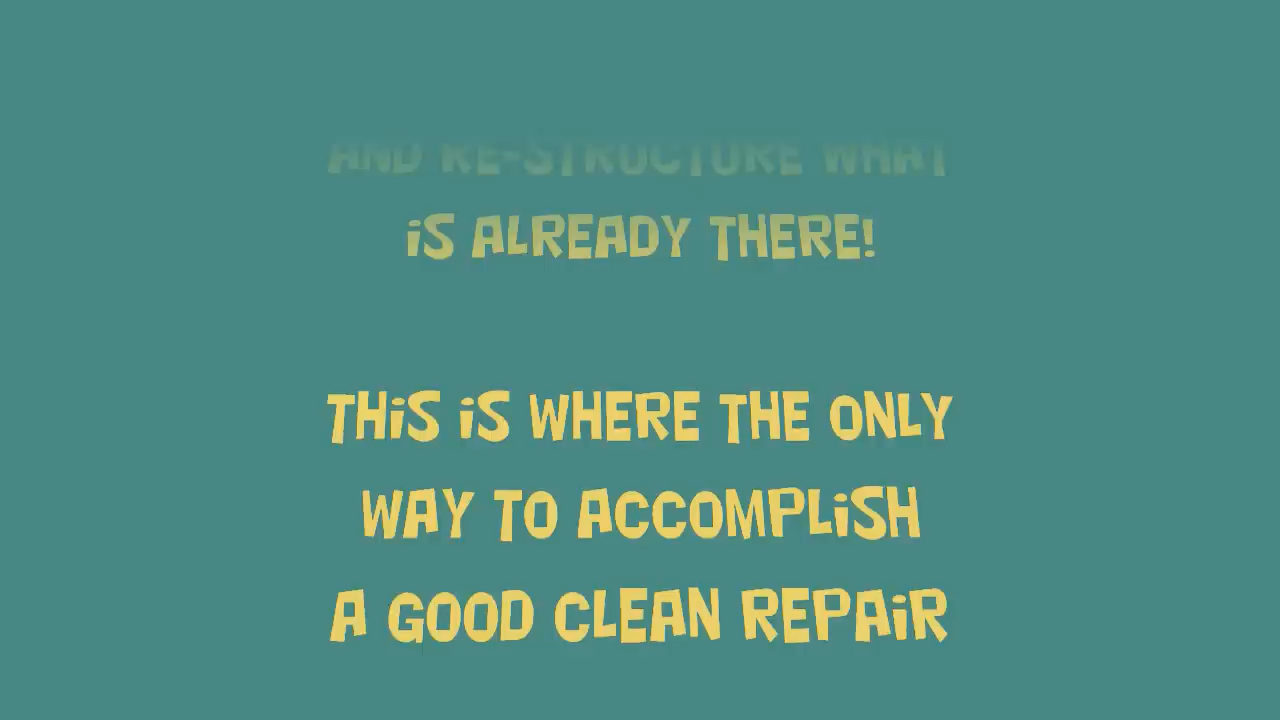 AND RE-STRUCTURE WHAT
iS ALREADY THERE!
THiS iS WHERE THE ONLY
WAY TO ACCOMPLiSH
A GOOD CLEAN REPAiR